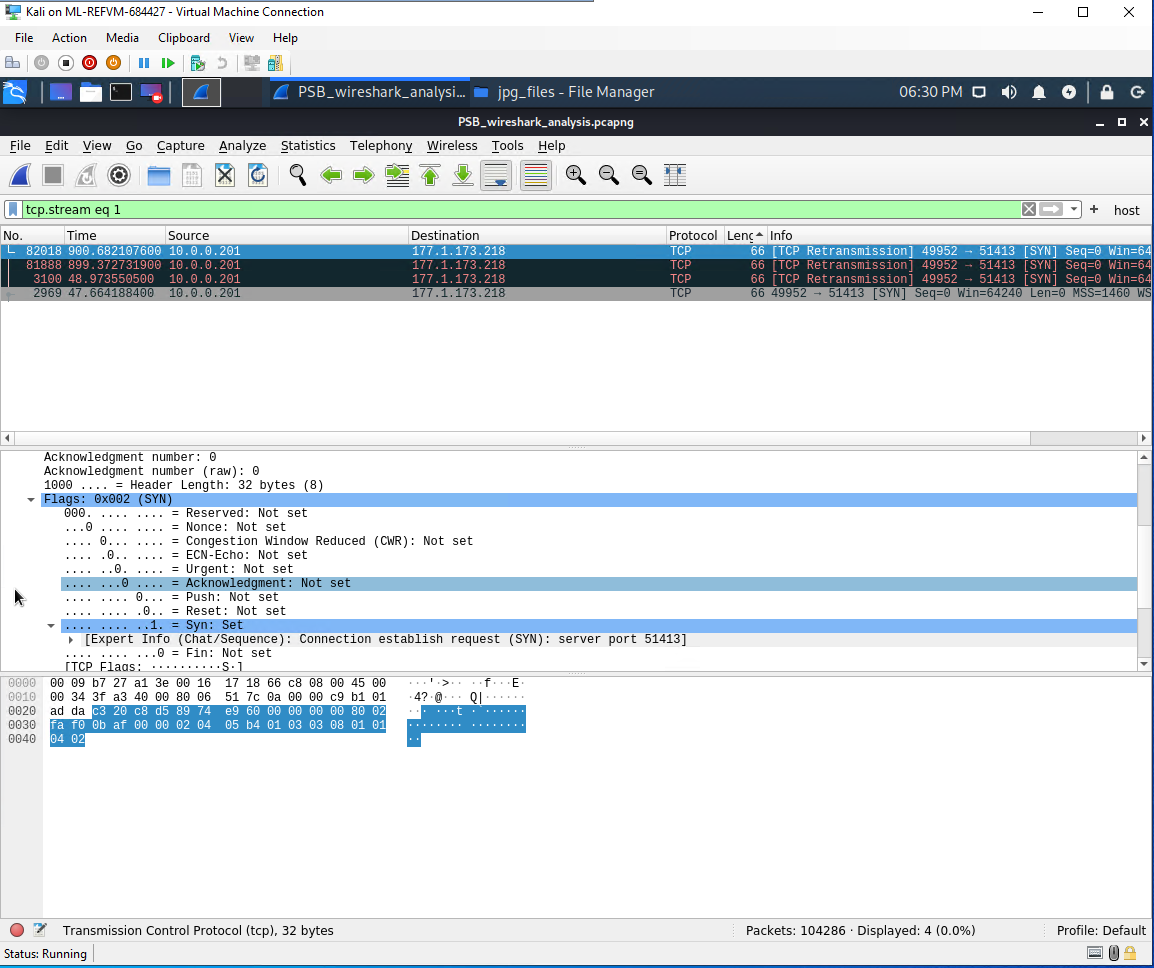 Kali on ML-REFVM-684427 - Virtual Machine Connection
File Action Media Clipboard View Help
PSB_wireshark_analysi... jpg_files - File Manager 06:30 PM
PSB_wireshark_analysis.pcapng
File Edit View Go Capture Analyze Statistics Telephony Wireless Tools Help
tcp.stream eq 1 + host
No. Time Source Destination Protocol Leng Info
82018 900.682107600 10.0.0.201 177.1.173.218 TCP 66 [TCP Retransmission] 49952 → 51413 [SYN] Seq=0 Win=64
81888 899.372731900 10.0.0.201 177.1.173.218 TCP 66 [TCP Retransmission] 49952 → 51413 [SYN] Seq=0 Win=64
3100 48.973550500 10.0.0.201 177.1.173.218 TCP 66 [TCP Retransmission] 49952 → 51413 [SYN] Seq=0 Win=64
2969 47.664188400 10.0.0.201 177.1.173.218 TCP 66 49952 → 51413 [SYN] Seq=0 Win=64240 Len=0 MSS=1460 WS
Acknowledgment number: 0
Acknowledgment number (raw): 0
1000 .... = Header Length: 32 bytes (8)
Flags: 0x002 (SYN)
000. .... .... = Reserved: Not set
...0 .... .... = Nonce: Not set
.... 0... .... = Congestion Window Reduced (CWR): Not set
.... .0.. .... = ECN-Echo: Not set
.... ..0. .... = Urgent: Not set
.... ...0 .... = Acknowledgment: Not set
.... .... 0... = Push: Not set
.... .... .0.. = Reset: Not set
.... .... ..1. = Syn: Set
[Expert Info (Chat/Sequence): Connection establish request (SYN): server port 51413]
.... .... ...0 = Fin: Not set
[TCP Flags: ··········S·]
0000 00 09 b7 27 a1 3e 00 16 17 18 66 c8 08 00 45 00 ···'·>·· ··f···E·
0010 00 34 3f a3 40 00 80 06 51 7c 0a 00 00 c9 b1 01 ·4?·@··· Q|······
0020 ad da c3 20 c8 d5 89 74 e9 60 00 00 00 00 80 02 ··· ···t ·`······
0030 fa f0 0b af 00 00 02 04 05 b4 01 03 03 08 01 01 ········ ········
0040 04 02 ··
Transmission Control Protocol (tcp), 32 bytes Packets: 104286 · Displayed: 4 (0.0%) Profile: Default
Status: Running